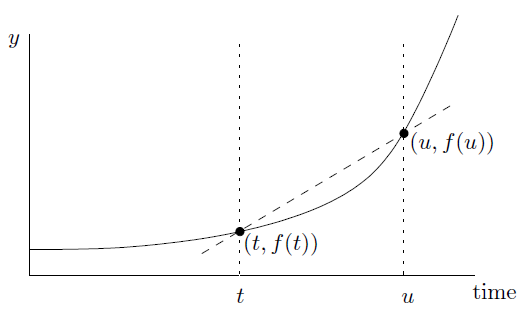 y
(u, f(u))
(t, f(t))
t
u
time